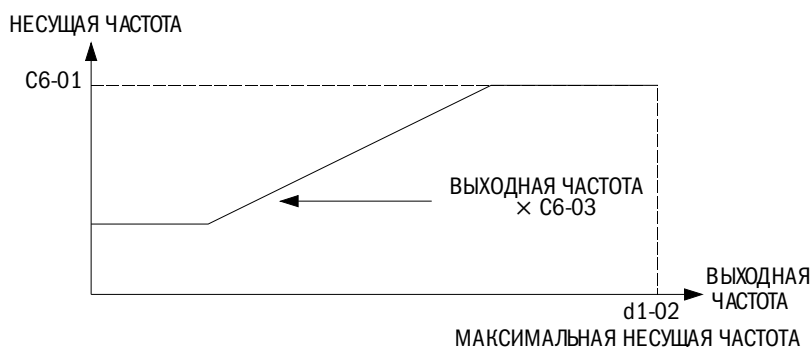 НЕСУЩАЯ ЧАСТОТА
C6-01
ВЫХОДНАЯ ЧАСТОТА
× C6-03
ВЫХОДНАЯ
ЧАСТОТА
d1-02
МАКСИМАЛЬНАЯ НЕСУЩАЯ ЧАСТОТА